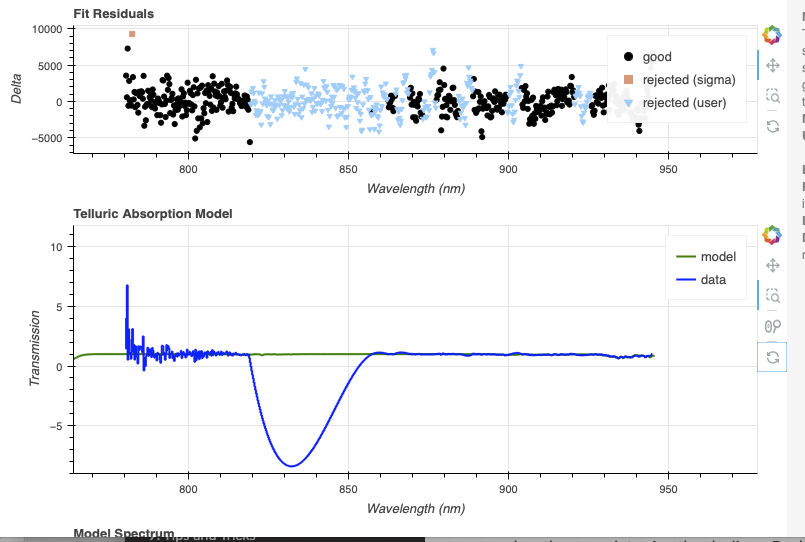 Fit Residuals
10000
5000
0
−5000
Delta
good
rejected (sigma)
rejected (user)
800
850
900
950
Wavelength (nm)
Telluric Absorption Model
10
5
0
−5
Transmission
model
data
800
850
900
950
Wavelength (nm)
Model Spectrum